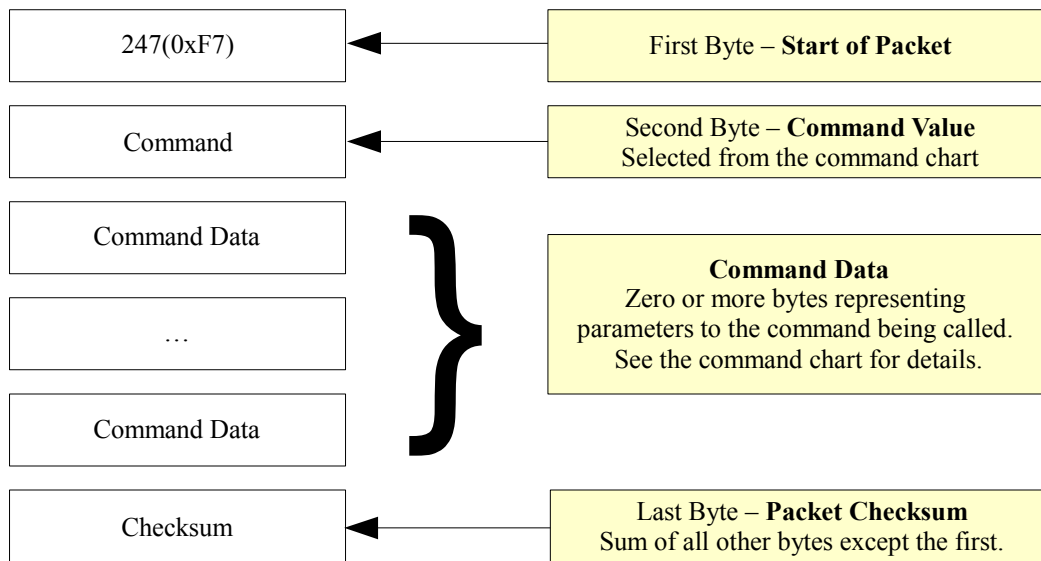 247(0xF7)
First Byte – Start of Packet
Command
Second Byte – Command Value
Selected from the command chart
Command Data
...
Command Data
Command Data
Zero or more bytes representing
parameters to the command being called.
See the command chart for details.
Checksum
Last Byte – Packet Checksum
Sum of all other bytes except the first.